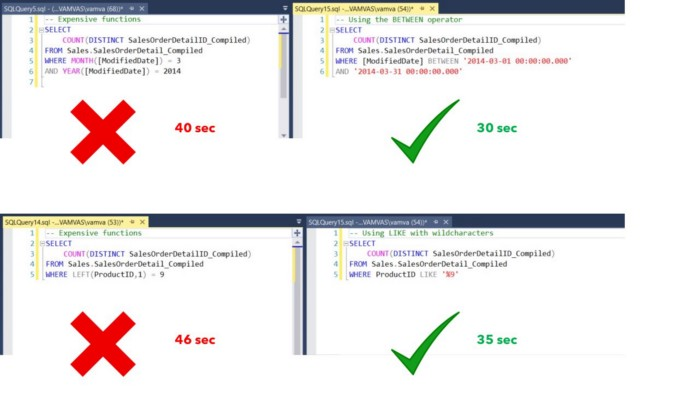 SQLQuery5.sql - (...VAMVAS\vamva (68))*
SQLQuery15.sql -...VAMVAS\vamva (54))*
1 -- Expensive functions
2 SELECT
3 COUNT(DISTINCT SalesOrderDetailID_Compiled)
4 FROM Sales.SalesOrderDetail_Compiled
5 WHERE MONTH([ModifiedDate]) = 3
6 AND YEAR([ModifiedDate]) = 2014
7
1 -- Using the BETWEEN operator
2 SELECT
3 COUNT(DISTINCT SalesOrderDetailID_Compiled)
4 FROM Sales.SalesOrderDetail_Compiled
5 WHERE [ModifiedDate] BETWEEN '2014-03-01 00:00:00.000'
6 AND '2014-03-31 00:00:00.000'
40 sec
30 sec
SQLQuery14.sql -...VAMVAS\vamva (53))*
SQLQuery15.sql -...VAMVAS\vamva (54))*
1 -- Expensive functions
2 SELECT
3 COUNT(DISTINCT SalesOrderDetailID_Compiled)
4 FROM Sales.SalesOrderDetail_Compiled
5 WHERE LEFT(ProductID,1) = 9
1 -- Using LIKE with wildcharacters
2 SELECT
3 COUNT(DISTINCT SalesOrderDetailID_Compiled)
4 FROM Sales.SalesOrderDetail_Compiled
5 WHERE ProductID LIKE '%9'
46 sec
35 sec